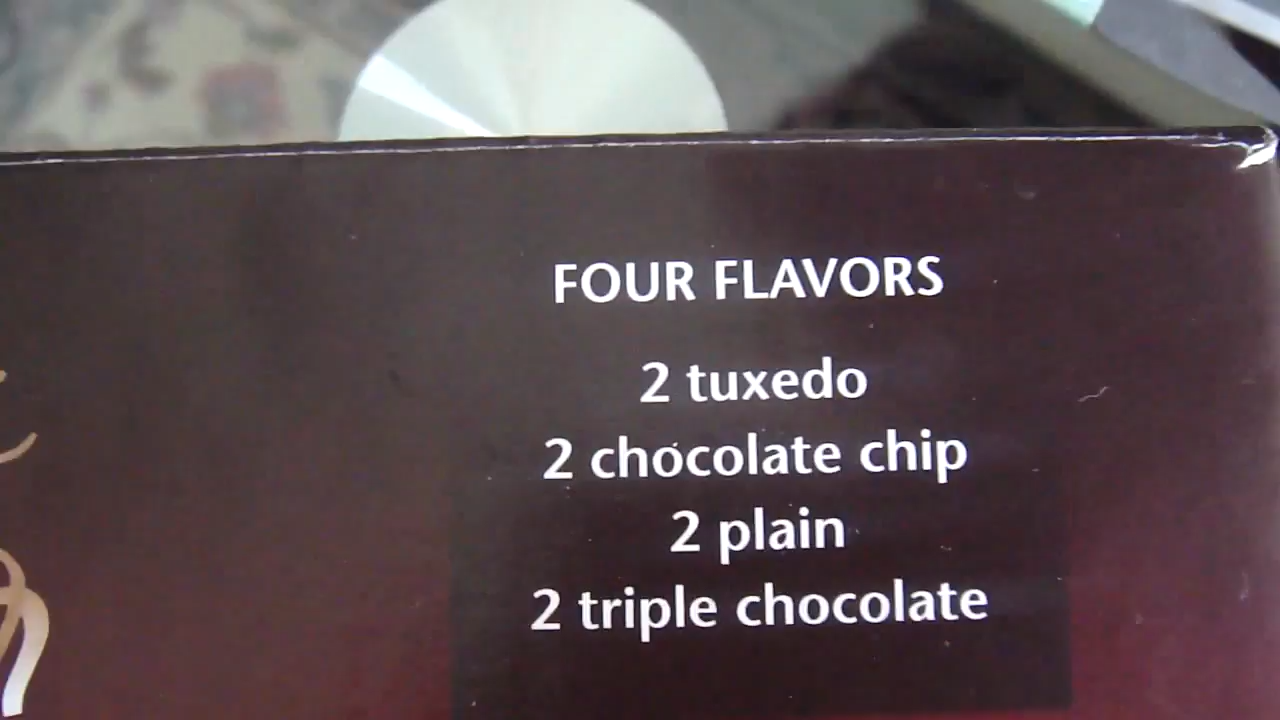 FOUR FLAVORS
2 tuxedo
2 chocolate chip
2 plain
2 triple chocolate